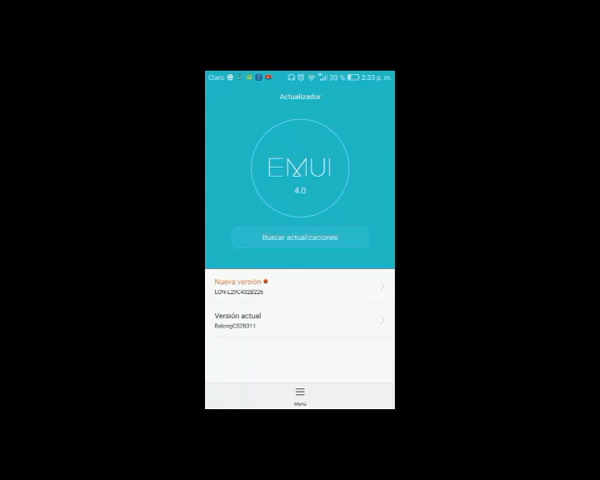 Claro 30 % 2:33 p. m.
Actualizador
EMUI
4.0
Buscar actualizaciones
Nueva versión
LON-L29C432B226
Versión actual
BalongC52B311
Menú